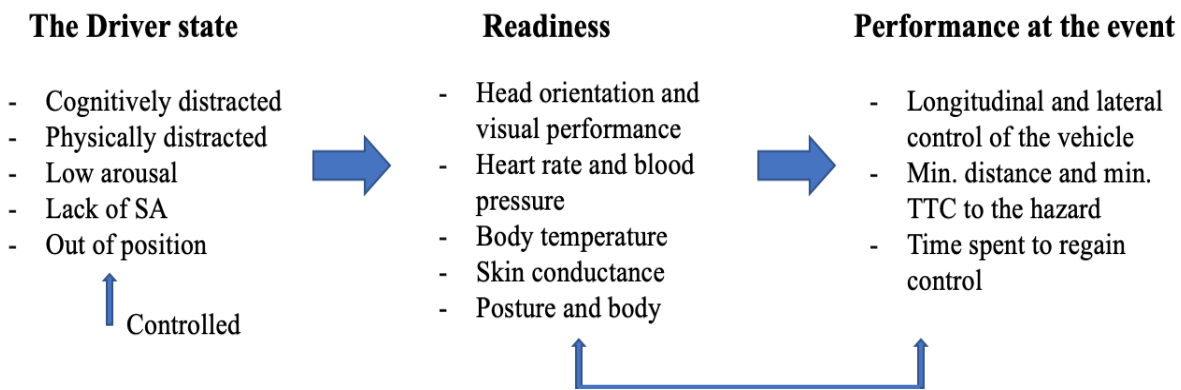 The Driver state
- Cognitively distracted
- Physically distracted
- Low arousal
- Lack of SA
- Out of position
Controlled
Readiness
- Head orientation and
visual performance
- Heart rate and blood
pressure
- Body temperature
- Skin conductance
- Posture and body
Performance at the event
- Longitudinal and lateral
control of the vehicle
- Min. distance and min.
TTC to the hazard
- Time spent to regain
control